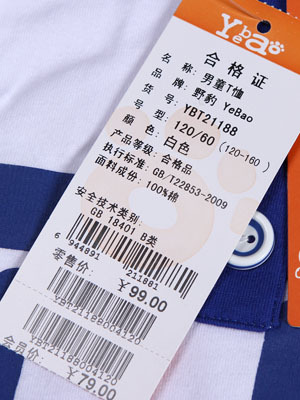 Yebao
合格证
名称: 男童T恤
品牌: 野豹 YeBao
货号: YBT21188
号型: 120/60 (120-160)
颜色: 白色
产品等级: 合格品
执行标准: GB/T22853-2009
面料成份: 100%棉
安全技术类别:
GB 18401 B类
6 944891 211881
零售价: ¥99.00
YBT21188004120
YBT21188004120
会员价: ¥79.00